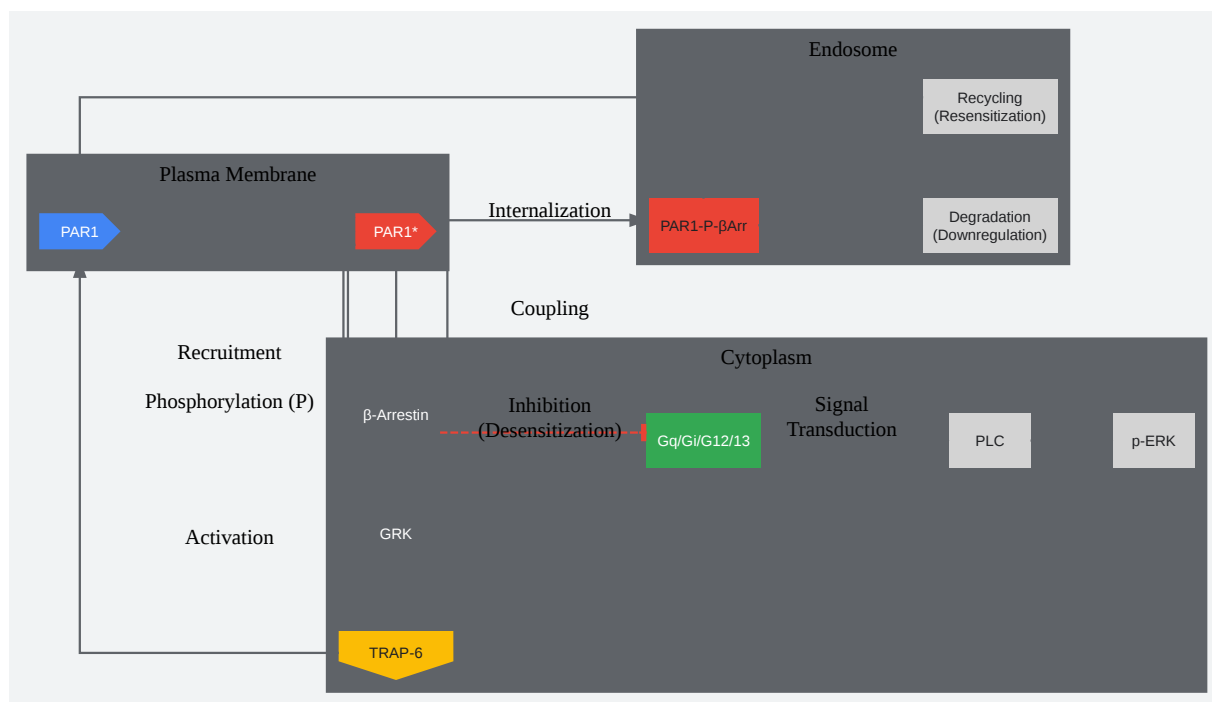 Endosome
Recycling
(Resensitization)
Plasma Membrane
PAR1
PAR1*
Internalization
PAR1-P-βArr
Degradation
(Downregulation)
Coupling
Recruitment
Phosphorylation (P)
Activation
Cytoplasm
β-Arrestin
Inhibition
(Desensitization)
Gq/Gi/G12/13
Signal
Transduction
PLC
p-ERK
GRK
TRAP-6